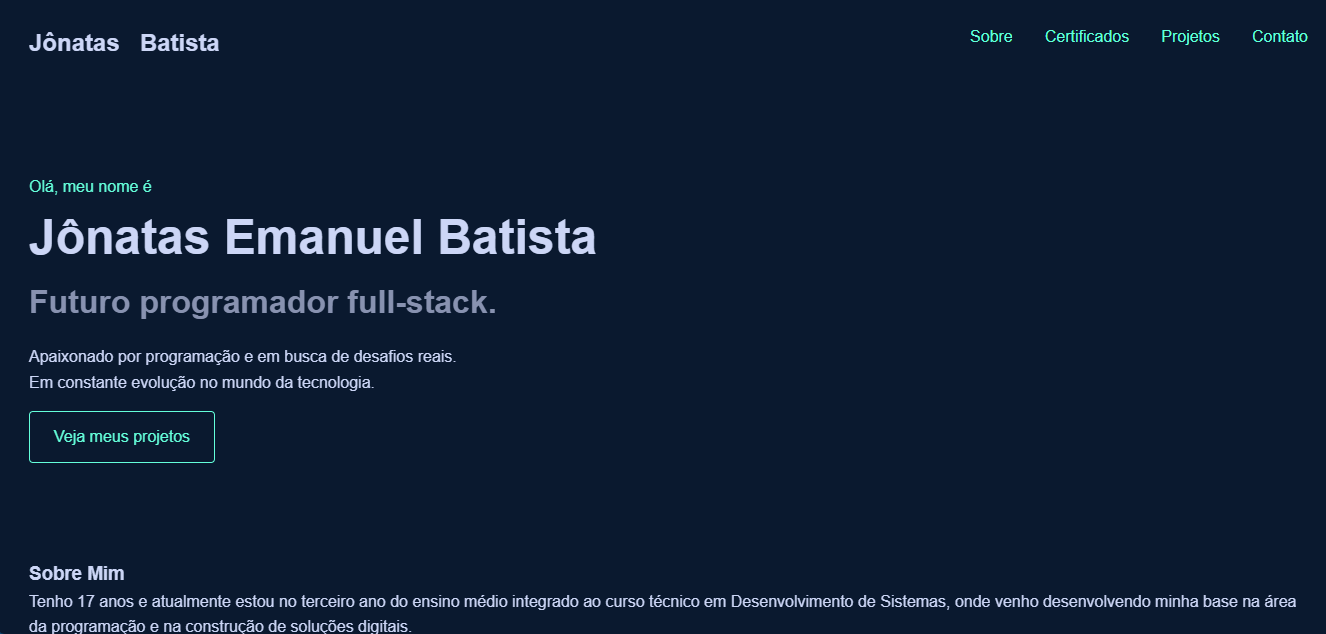 Jônatas Batista
Sobre Certificados Projetos Contato
Olá, meu nome é
Jônatas Emanuel Batista
Futuro programador full-stack.
Apaixonado por programação e em busca de desafios reais.
Em constante evolução no mundo da tecnologia.
Veja meus projetos
Sobre Mim
Tenho 17 anos e atualmente estou no terceiro ano do ensino médio integrado ao curso técnico em Desenvolvimento de Sistemas, onde venho desenvolvendo minha base na área
da programação e na construção de soluções digitais.